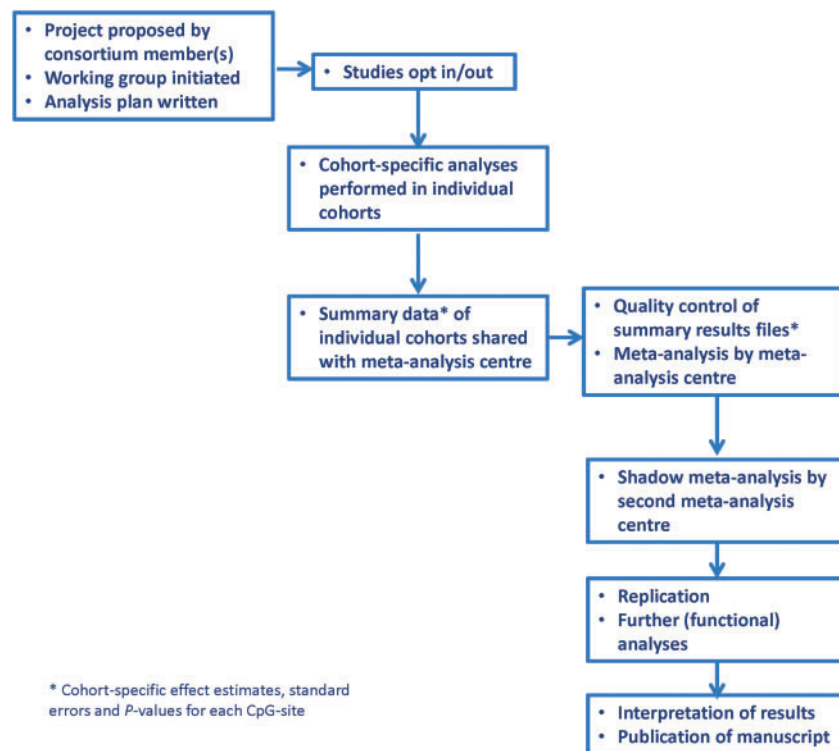 • Project proposed by
consortium member(s)
• Working group initiated
• Analysis plan written
• Studies opt in/out
• Cohort-specific analyses
performed in individual
cohorts
• Summary data* of
individual cohorts shared
with meta-analysis centre
• Quality control of
summary results files*
• Meta-analysis by meta-
analysis centre
• Shadow meta-analysis by
second meta-analysis
centre
• Replication
• Further (functional)
analyses
• Interpretation of results
• Publication of manuscript
* Cohort-specific effect estimates, standard
errors and P-values for each CpG-site